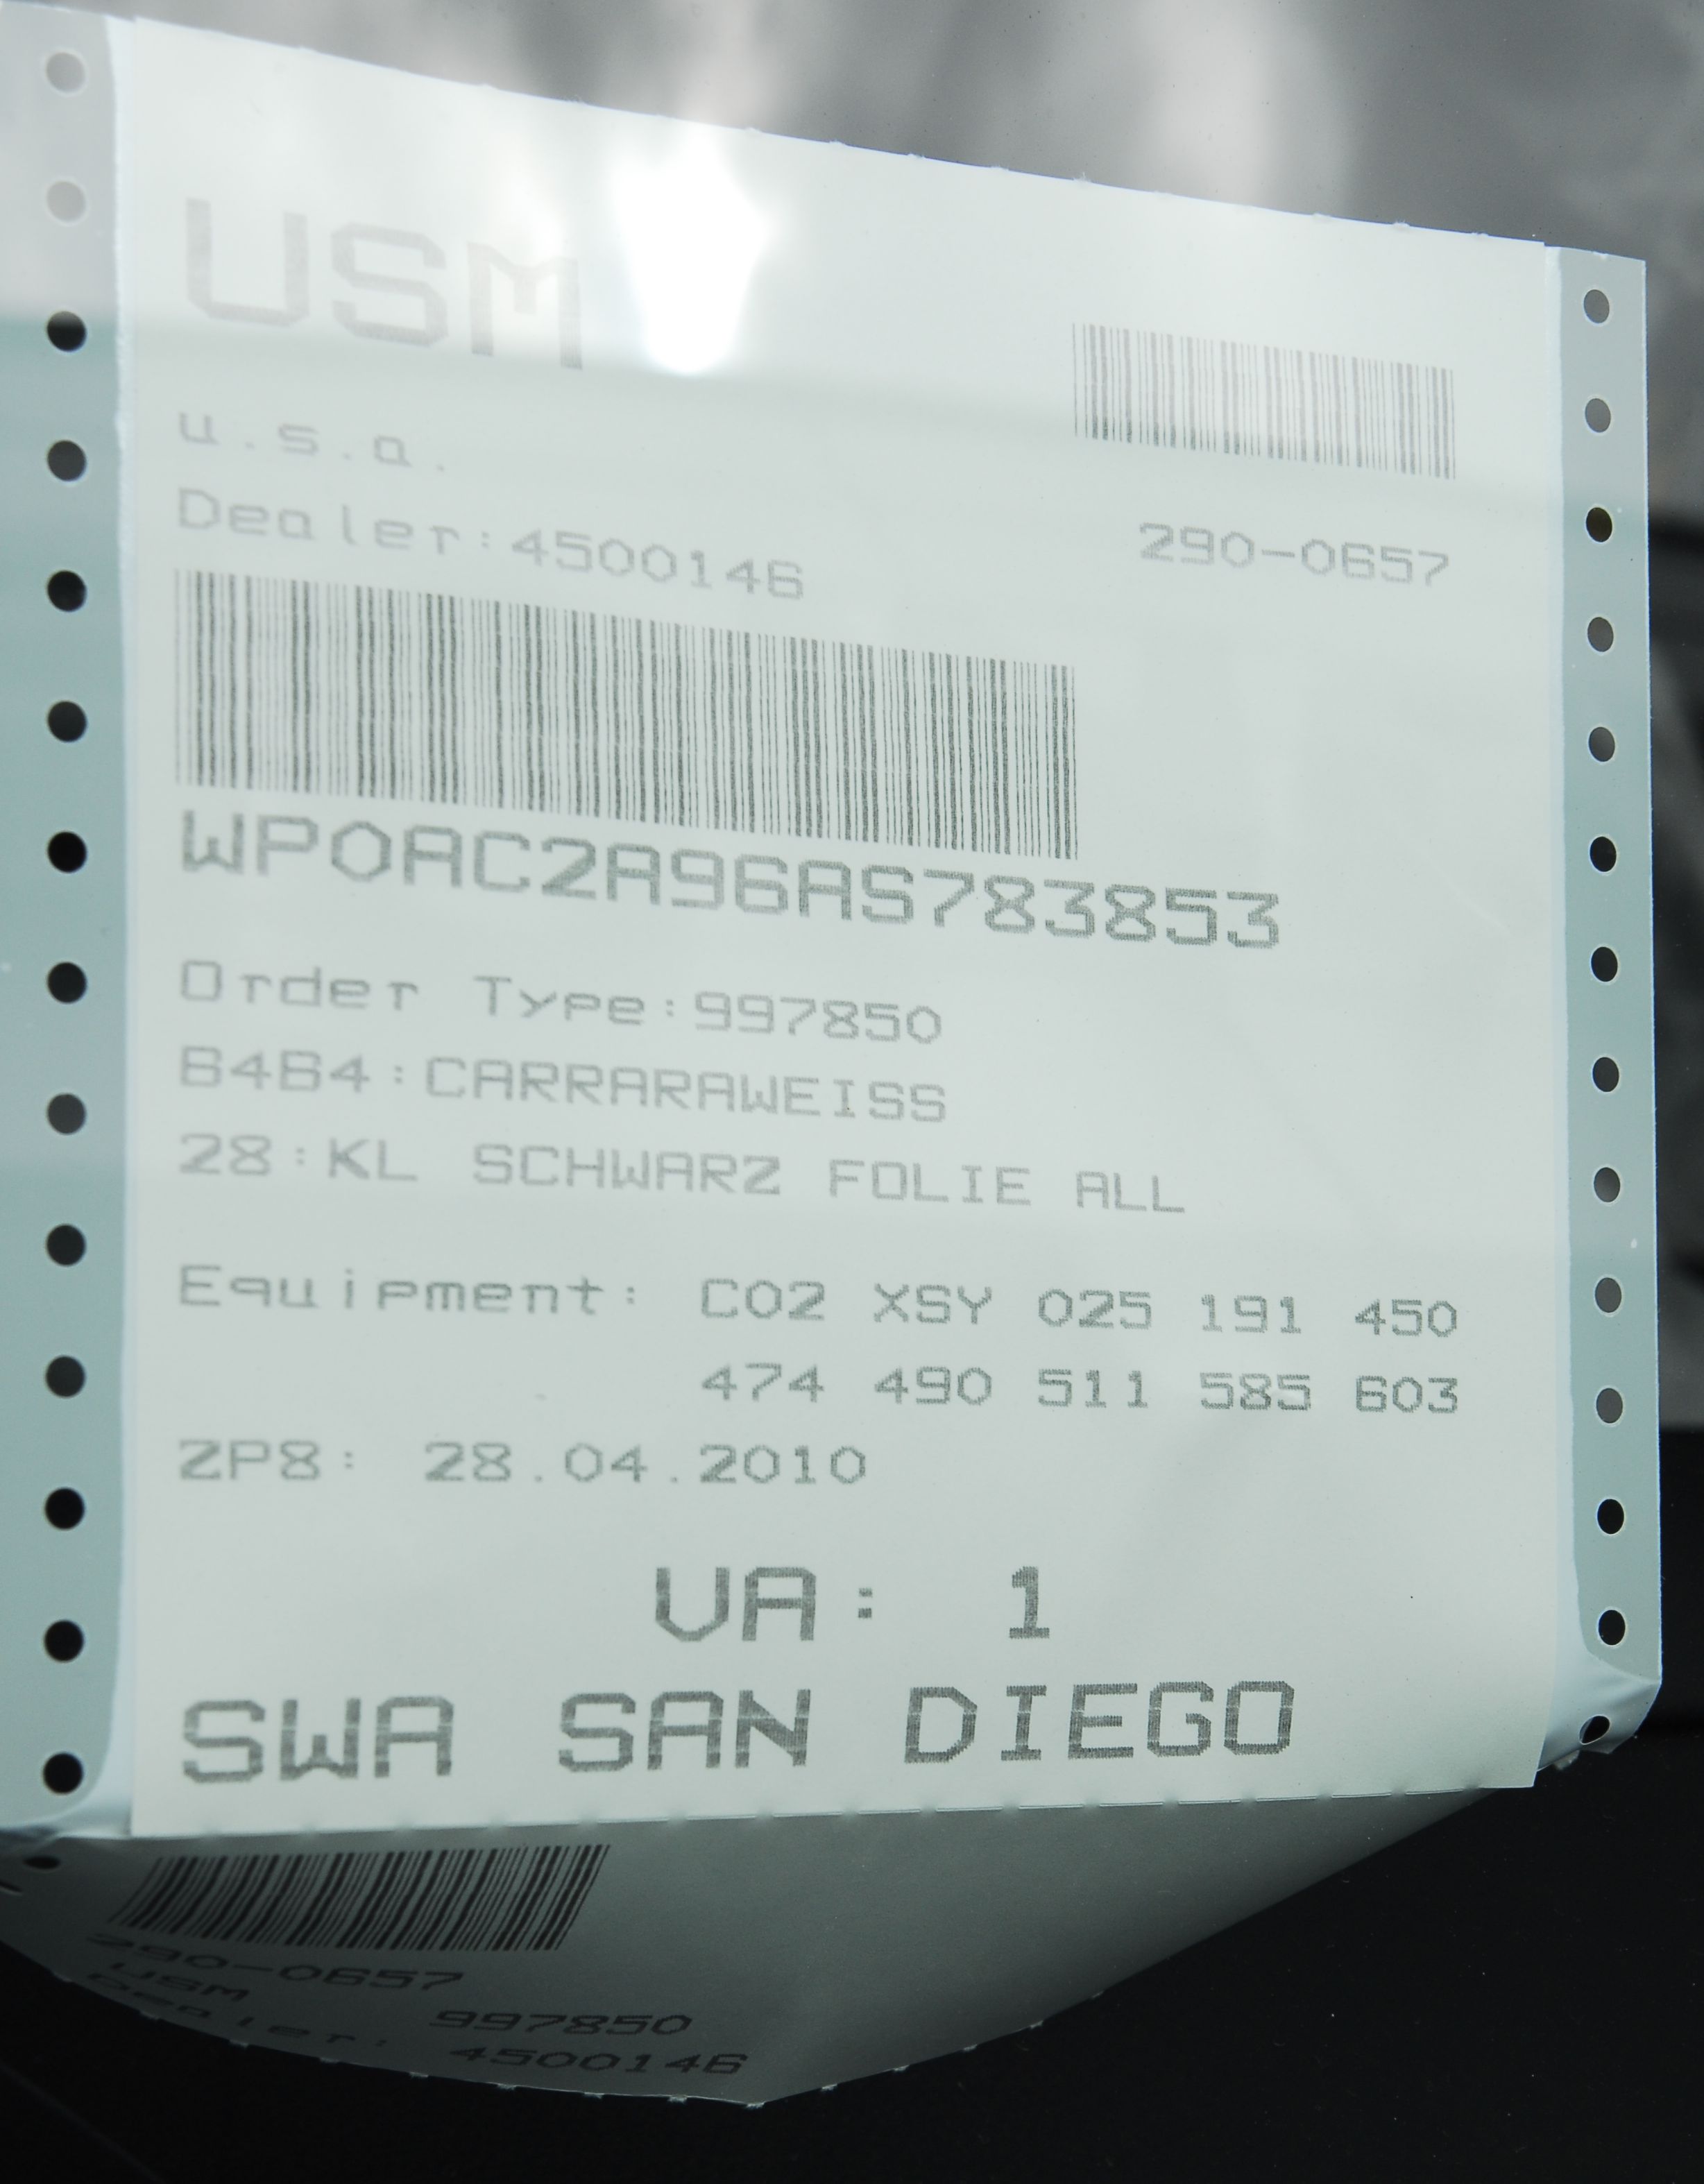 USM
u.s.a.
Dealer:4500146
290-0657
WP0AC2A96AS783853
Order Type:997850
B4B4:CARRARAWEISS
28:KL SCHWARZ FOLIE ALL
Equipment: C02 XSY 025 191 450
474 490 511 585 603
ZP8: 28.04.2010
VA: 1
SWA SAN DIEGO
290-0657
USM 997850
Dealer: 4500146